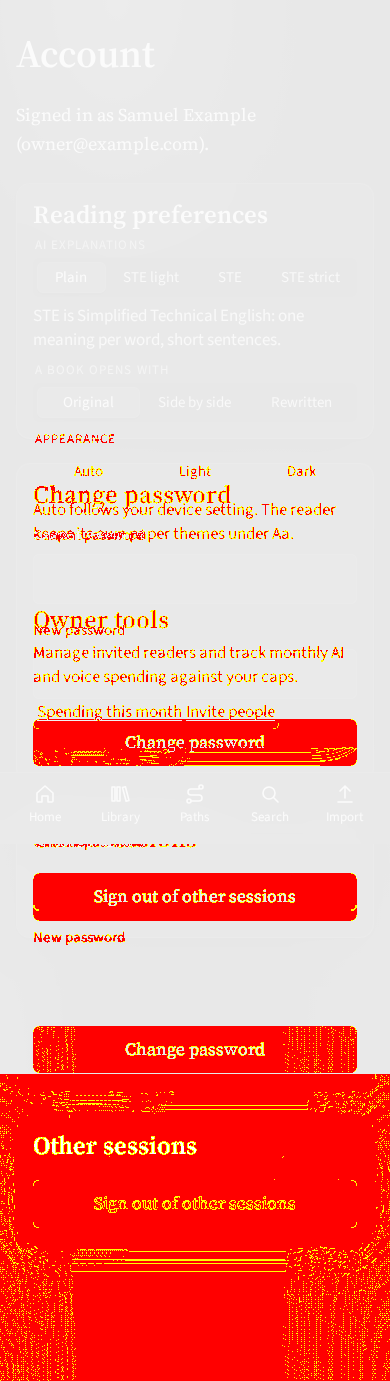 Account
Signed in as Samuel Example
(owner@example.com).
Reading preferences
AI EXPLANATIONS
Plain STE light STE STE strict
STE is Simplified Technical English: one
meaning per word, short sentences.
A BOOK OPENS WITH
Original Side by side Rewritten
APPEARANCE
Auto Light Dark
Change password
Auto follows your device setting. The reader
keeps its own paper themes under Aa.
Owner tools
New password
Manage invited readers and track monthly AI
and voice spending against your caps.
Spending this month Invite people
Change password
Home Library Paths Search Import
Sign out of other sessions
New password
Change password
Other sessions
Sign out of other sessions